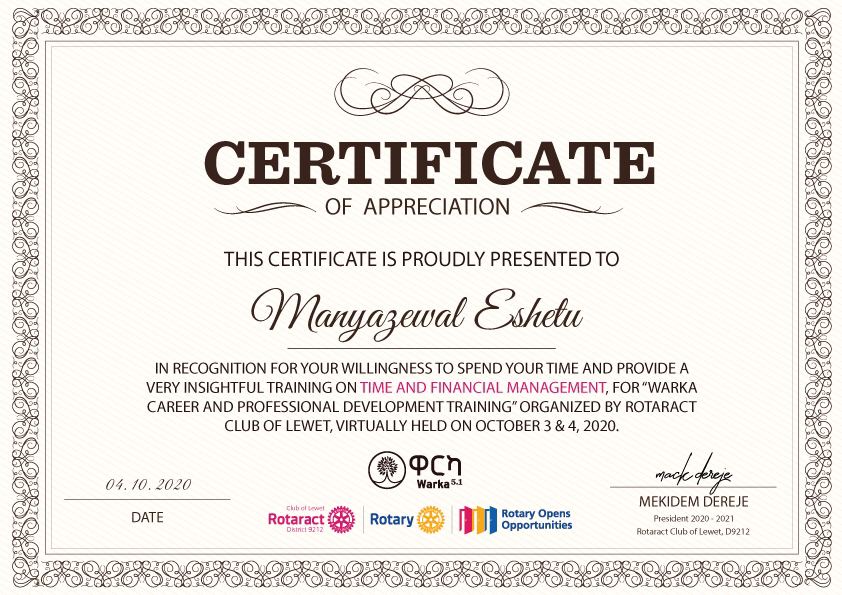 CERTIFICATE
OF APPRECIATION
THIS CERTIFICATE IS PROUDLY PRESENTED TO
Manyazewal Eshetu
IN RECOGNITION FOR YOUR WILLINGNESS TO SPEND YOUR TIME AND PROVIDE A
VERY INSIGHTFUL TRAINING ON TIME AND FINANCIAL MANAGEMENT, FOR “WARKA
CAREER AND PROFESSIONAL DEVELOPMENT TRAINING” ORGANIZED BY ROTARACT
CLUB OF LEWET, VIRTUALLY HELD ON OCTOBER 3 & 4, 2020.
ዋርካ
Warka 5.1
04.10.2020
DATE
Club of Lewet
Rotaract
District 9212
Rotary
Rotary Opens
Opportunities
mack dereje
MEKIDEM DEREJE
President 2020 - 2021
Rotaract Club of Lewet, D9212